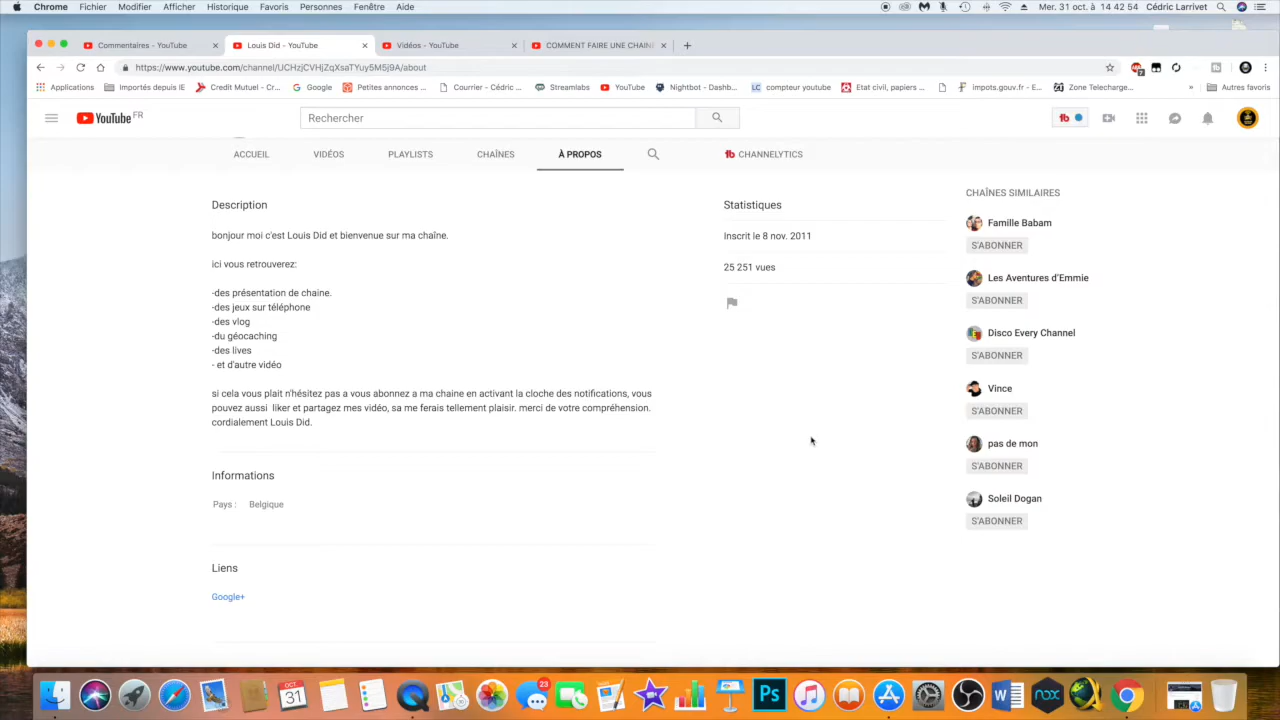 Chrome Fichier Modifier Afficher Historique Favoris Personnes Fenêtre Aide
Mer. 31 oct. à 14 42 54 Cédric Larrivet
Commentaires - YouTube
Louis Did - YouTube
Vidéos - YouTube
COMMENT FAIRE UNE CHAIN
https://www.youtube.com/channel/UCHzjCVHjZqXsaTYuy5M5j9A/about
Applications Importés depuis IE Credit Mutuel - Cr... Google Petites annonces ... Courrier - Cédric ... Streamlabs YouTube Nightbot - Dashb... LC compteur youtube Etat civil, papiers ... impots.gouv.fr - E... Zone Telecharge... » Autres favoris
YouTube FR
Rechercher
tb
ACCUEIL VIDÉOS PLAYLISTS CHAÎNES À PROPOS
tb CHANNELYTICS
Description
bonjour moi c'est Louis Did et bienvenue sur ma chaîne.
ici vous retrouverez:
-des présentation de chaine.
-des jeux sur téléphone
-des vlog
-du géocaching
-des lives
- et d'autre vidéo
si cela vous plait n'hésitez pas a vous abonnez a ma chaine en activant la cloche des notifications, vous
pouvez aussi liker et partagez mes vidéo, sa me ferais tellement plaisir. merci de votre compréhension.
cordialement Louis Did.
Informations
Pays : Belgique
Liens
Google+
Statistiques
Inscrit le 8 nov. 2011
25 251 vues
CHAÎNES SIMILAIRES
Famille Babam
S'ABONNER
Les Aventures d'Emmie
S'ABONNER
Disco Every Channel
S'ABONNER
Vince
S'ABONNER
pas de mon
S'ABONNER
Soleil Dogan
S'ABONNER
OCT.
31
23
Ps
W
nox